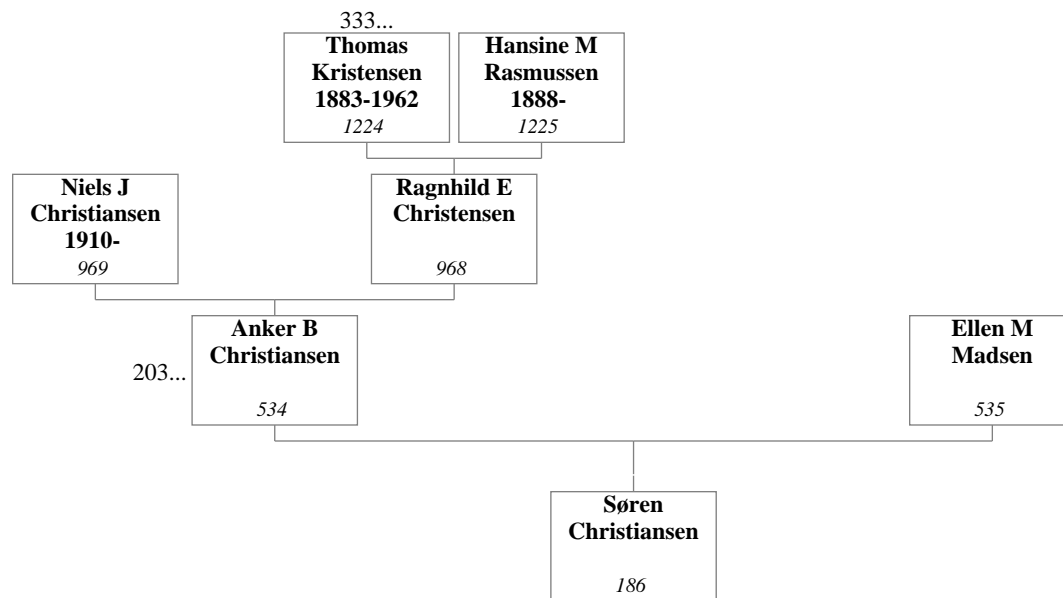 333...
Thomas
Kristensen
1883-1962
1224
Hansine M
Rasmussen
1888-
1225
Niels J
Christiansen
1910-
969
Ragnhild E
Christensen
968
203...
Anker B
Christiansen
534
Ellen M
Madsen
535
Søren
Christiansen
186